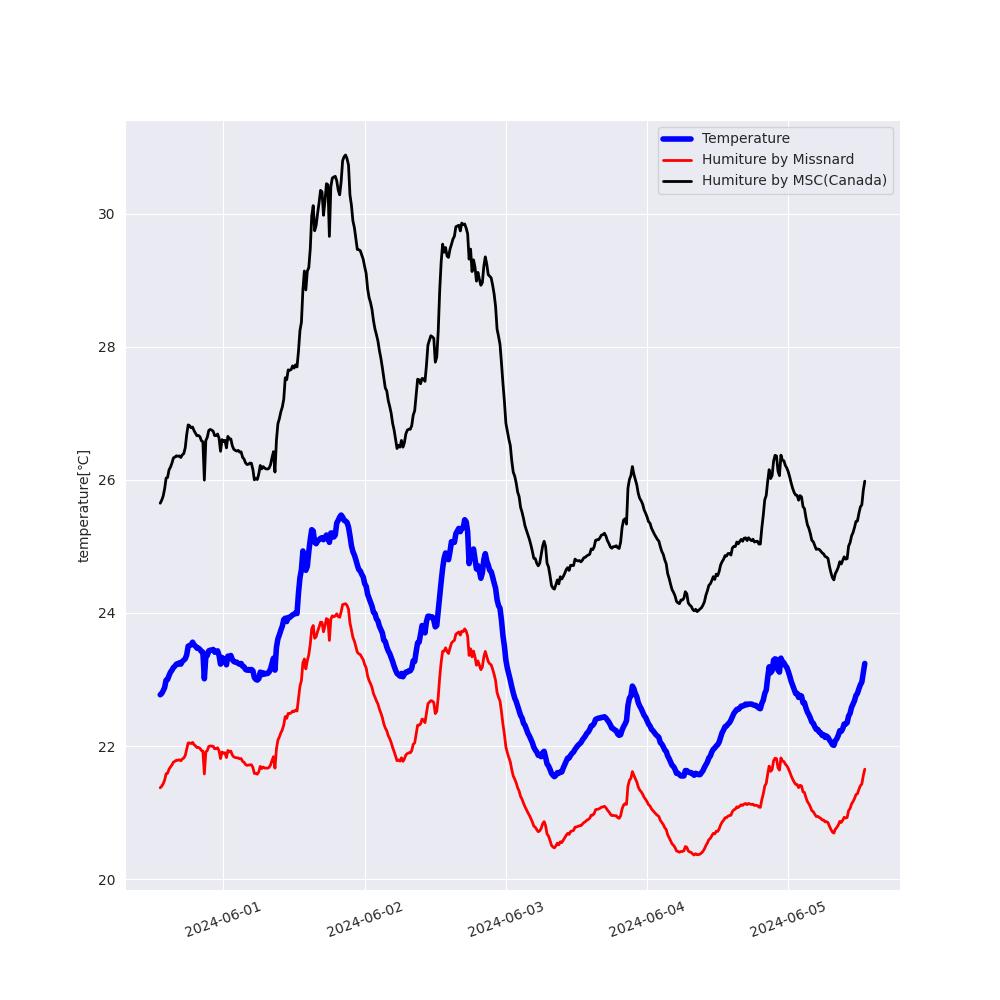 Temperature
Humiture by Missnard
Humiture by MSC(Canada)
temperature[℃]
30
28
26
24
22
20
2024-06-01
2024-06-02
2024-06-03
2024-06-04
2024-06-05